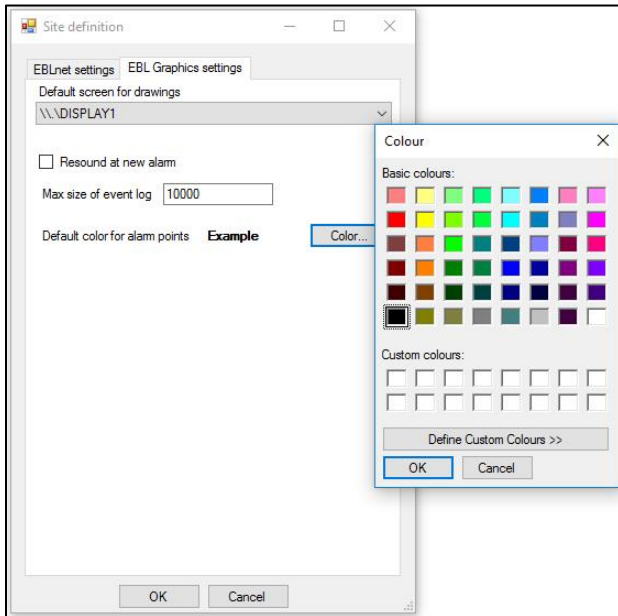 Site definition
EBLnet settings
EBL Graphics settings
Default screen for drawings
\\.\DISPLAY1
Resound at new alarm
Max size of event log 10000
Default color for alarm points Example Color...
OK Cancel
Colour
Basic colours:
Custom colours:
Define Custom Colours >>
OK Cancel